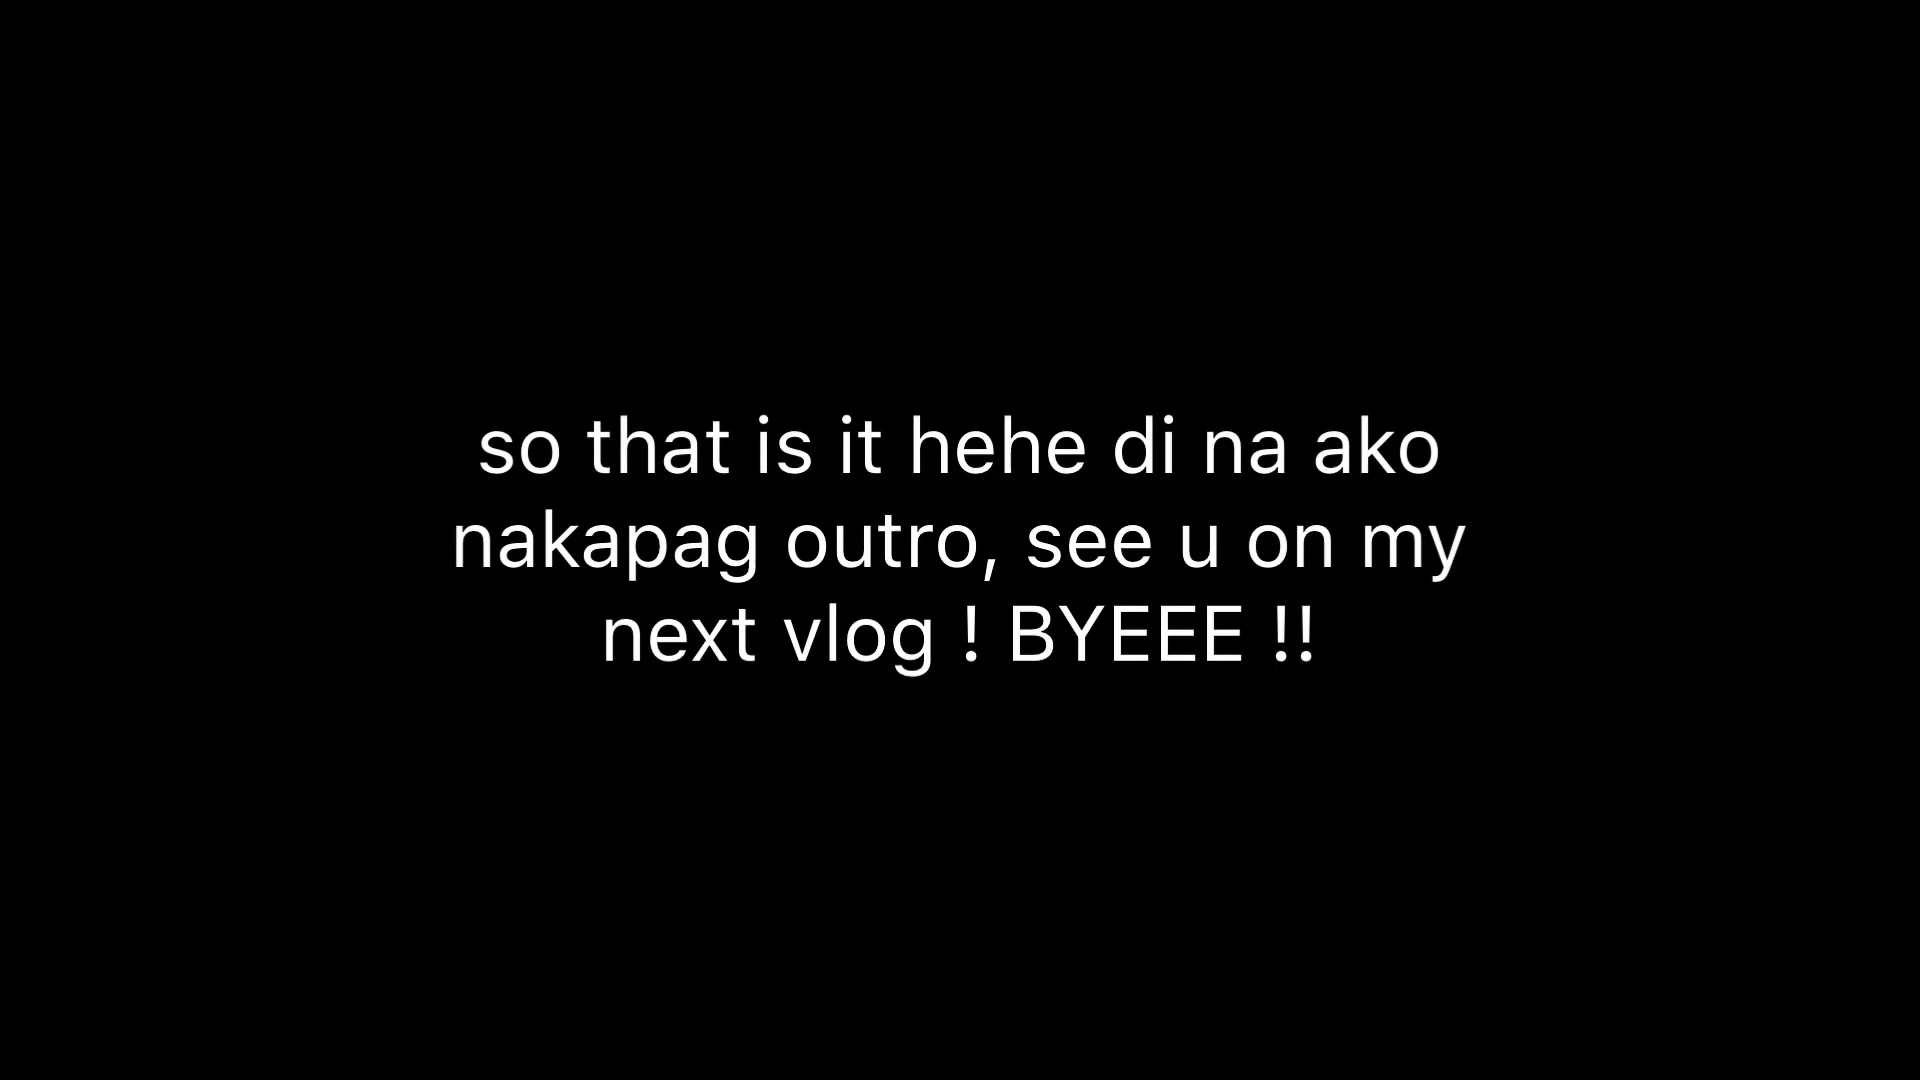 so that is it hehe di na ako
nakapag outro, see u on my
next vlog ! BYEEE !!